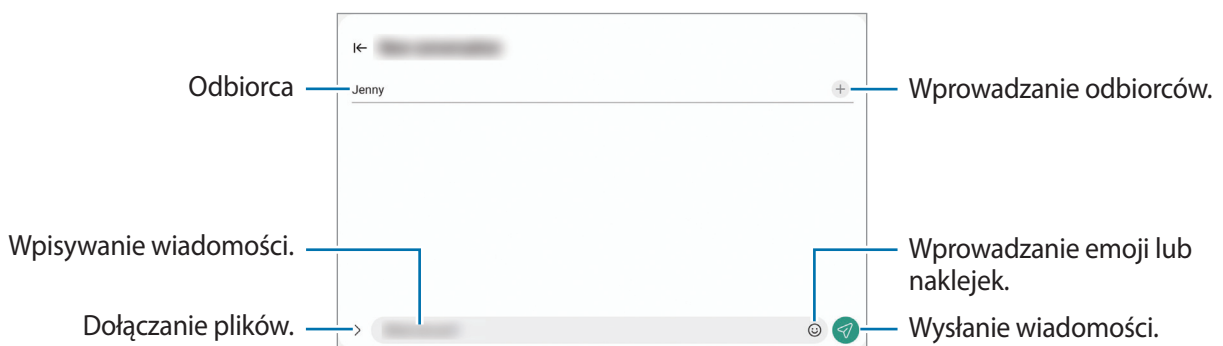 Odbiorca
Jenny
Wprowadzanie odbiorców.
Wpisywanie wiadomości.
Wprowadzanie emoji lub
naklejek.
Dołączanie plików.
Wysłanie wiadomości.